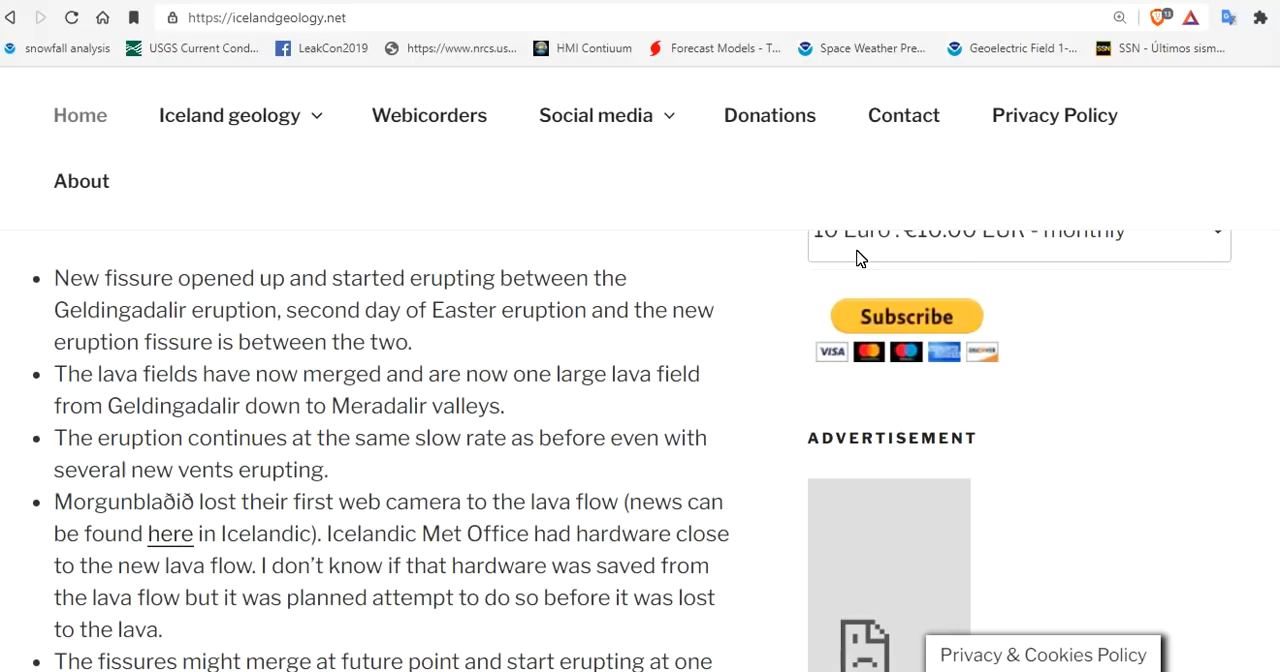 https://icelandgeology.net
13
snowfall analysis
USGS Current Cond...
LeakCon2019
https://www.nrcs.us...
HMI Contiuum
Forecast Models - T...
Space Weather Pre...
Geoelectric Field 1-...
SSN
SSN - Últimos sism...
Home
Iceland geology
Webicorders
Social media
Donations
Contact
Privacy Policy
About
New fissure opened up and started erupting between the
Geldingadalir eruption, second day of Easter eruption and the new
eruption fissure is between the two.
The lava fields have now merged and are now one large lava field
from Geldingadalir down to Meradalir valleys.
The eruption continues at the same slow rate as before even with
several new vents erupting.
Morgunblaðið lost their first web camera to the lava flow (news can
be found here in Icelandic). Icelandic Met Office had hardware close
to the new lava flow. I don’t know if that hardware was saved from
the lava flow but it was planned attempt to do so before it was lost
to the lava.
The fissures might merge at future point and start erupting at one
10 Euro : €10.00 EUR - monthly
Subscribe
VISA
DISCOVER
ADVERTISEMENT
Privacy & Cookies Policy